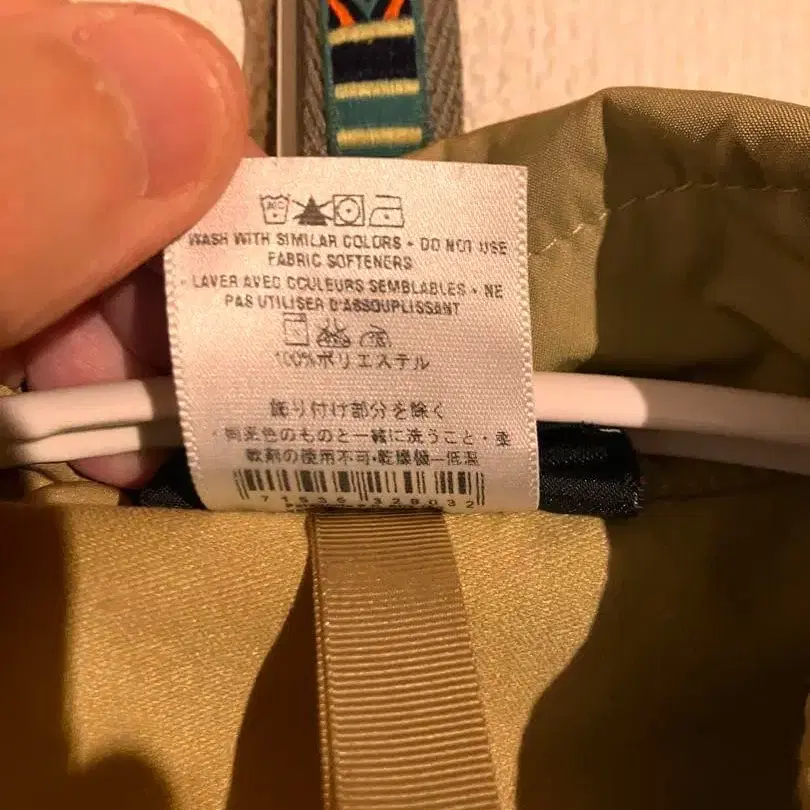 WASH WITH SIMILAR COLORS • DO NOT USE
FABRIC SOFTENERS
• LAVER AVEC COULEURS SEMBLABLES • NE
PAS UTILISER D'ASSOUPLISSANT
100%ポリエステル
飾り付け部分を除く
・同系色のものと一緒に洗うこと・柔
軟剤の使用不可・乾燥機ー低温
71536 328032